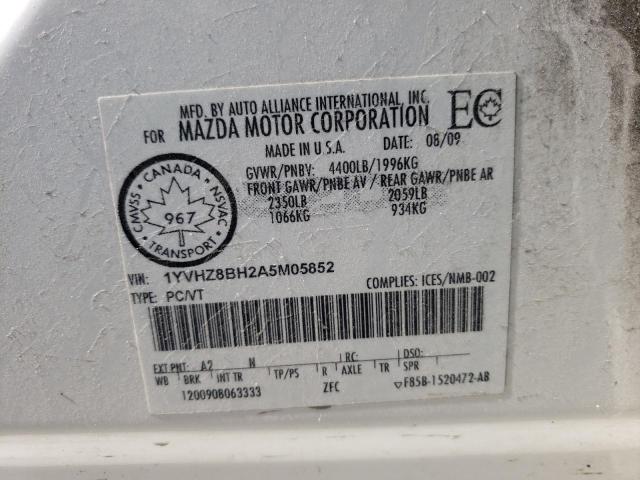 MFD. BY AUTO ALLIANCE INTERNATIONAL, INC.
FOR MAZDA MOTOR CORPORATION
EC
MADE IN U.S.A. DATE: 08/09
GVWR/PNBV: 4400LB/1996KG
FRONT GAWR/PNBE AV / REAR GAWR/PNBE AR
2350LB 2059LB
1066KG 934KG
CANADA
CMVSS NSVAC
967
TRANSPORT
VIN: 1YVHZ8BH2A5M05852
TYPE: PC/VT COMPLIES: ICES/NMB-002
EXT PNT: A2 N RC: DSO:
WB BRK INT TR TP/PS R AXLE TR SPR
1200908063333 ZFC F85B-1520472-AB